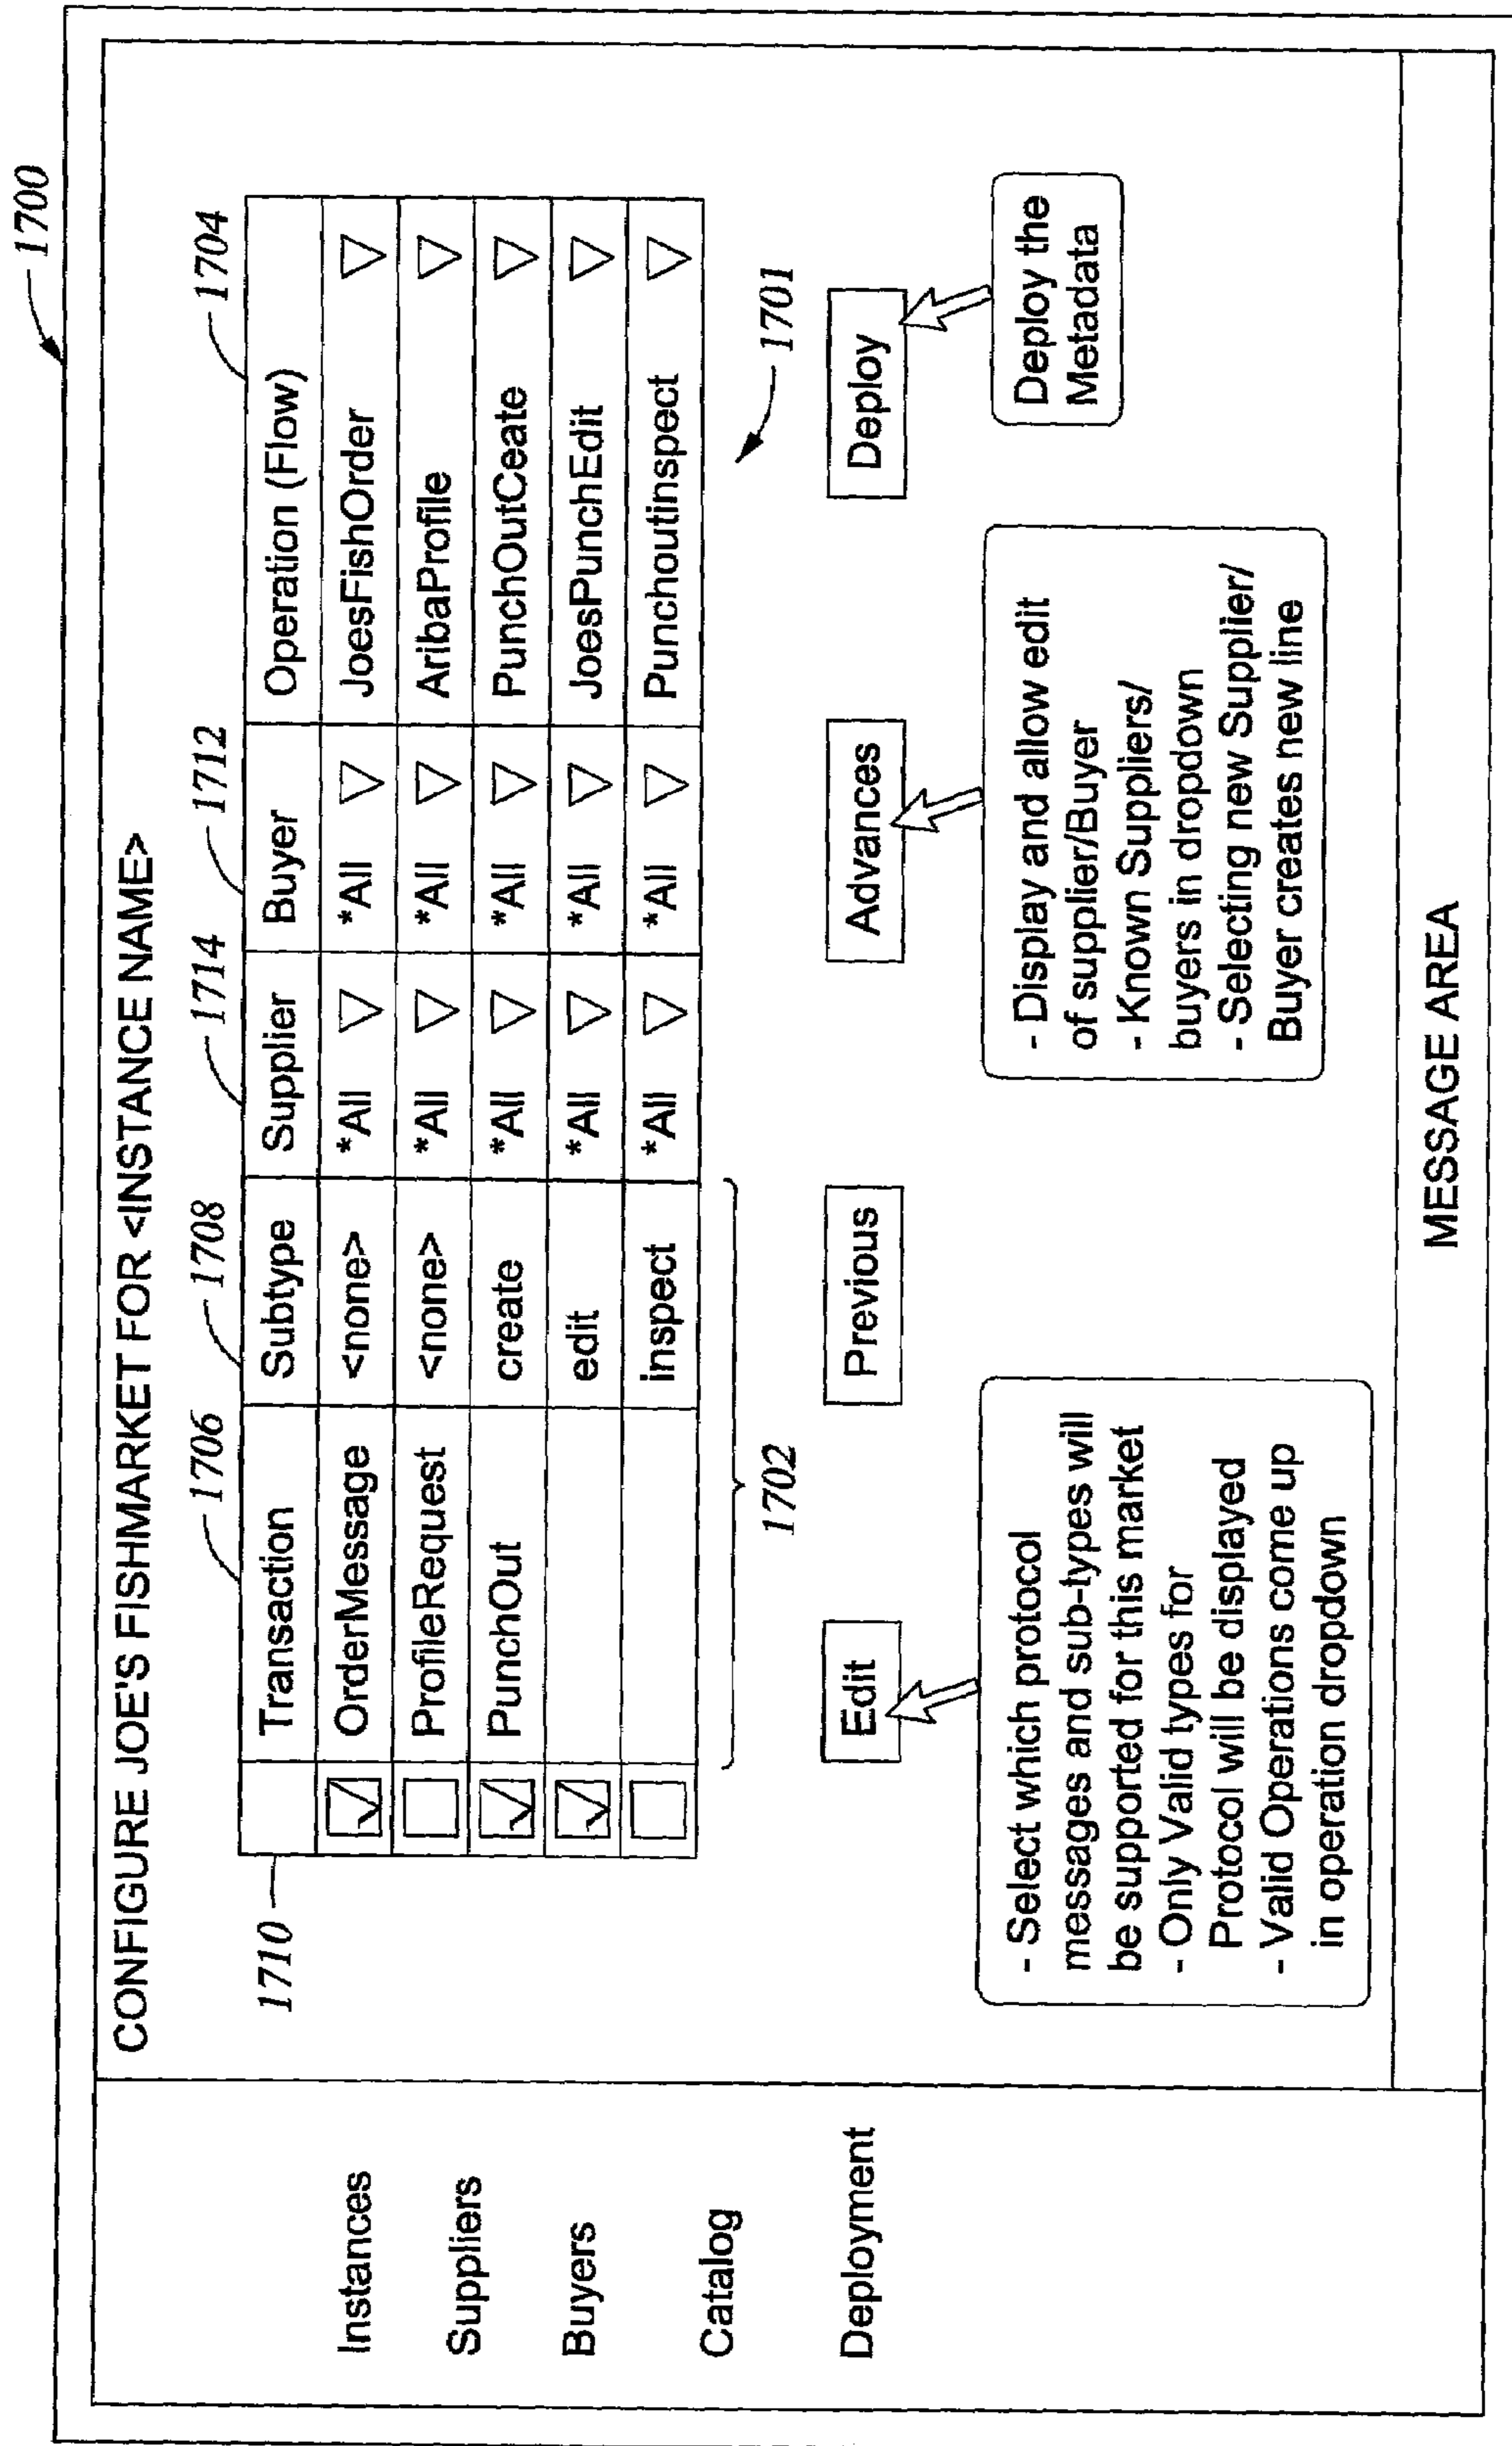 1700
CONFIGURE JOE'S FISHMARKET FOR <INSTANCE NAME>
1706
1708
1714
1712
1704
1710
Transaction Subtype Supplier Buyer Operation (Flow)
OrderMessage <none> *All *All JoesFishOrder
ProfileRequest <none> *All *All AribaProfile
PunchOut create *All *All PunchOutCeate
edit *All *All JoesPunchEdit
inspect *All *All Punchoutinspect
1702
1701
Instances
Suppliers
Buyers
Catalog
Deployment
Edit
Previous
Advances
Deploy
- Select which protocol
messages and sub-types will
be supported for this market
- Only Valid types for
Protocol will be displayed
- Valid Operations come up
in operation dropdown
- Display and allow edit
of supplier/Buyer
- Known Suppliers/
buyers in dropdown
- Selecting new Supplier/
Buyer creates new line
Deploy the
Metadata
MESSAGE AREA